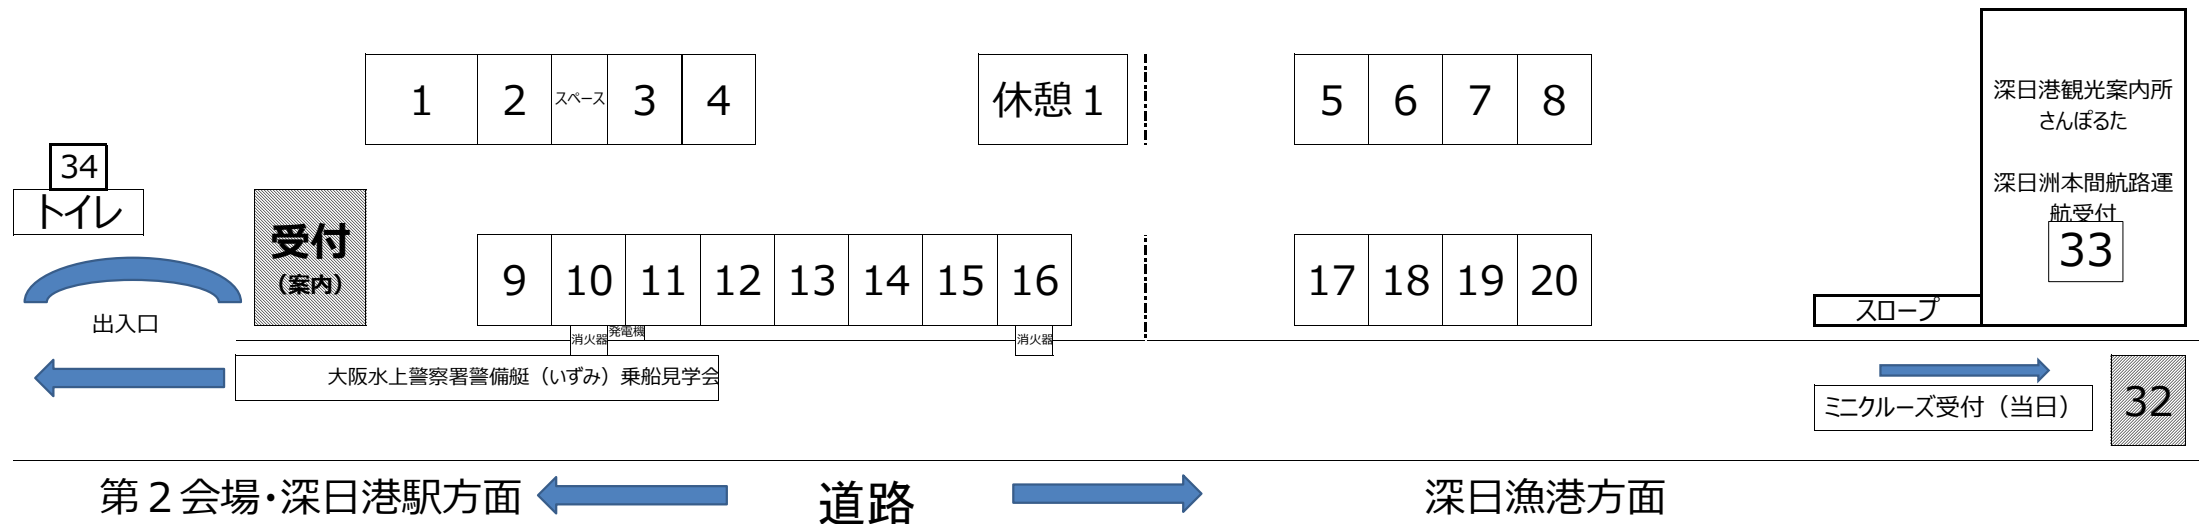 1 2 スペース 3 4
休憩1
5 6 7 8
深日港観光案内所
さんぽるた
深日洲本間航路運
航受付
33
34
トイレ
受付
(案内)
9 10 11 12 13 14 15 16
17 18 19 20
スロープ
出入口
消火器
発電機
消火器
大阪水上警察署警備艇（いずみ）乗船見学会
ミニクルーズ受付（当日）
32
第2会場・深日港駅方面
道路
深日漁港方面